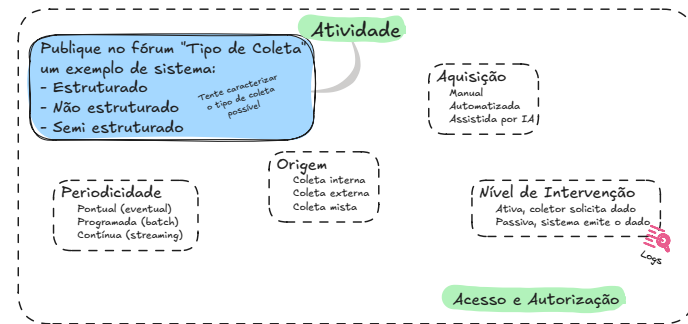 Atividade
Publique no fórum "Tipo de Coleta"
um exemplo de sistema:
- Estruturado
- Não estruturado
- Semi estruturado
Tente caracterizar
o tipo de coleta
possível
Aquisição
Manual
Automatizada
Assistida por IA
Origem
Coleta interna
Coleta externa
Coleta mista
Periodicidade
Pontual (eventual)
Programada (batch)
Contínua (streaming)
Nível de Intervenção
Ativa, coletor solicita dado
Passiva, sistema emite o dado
Logs
Acesso e Autorização